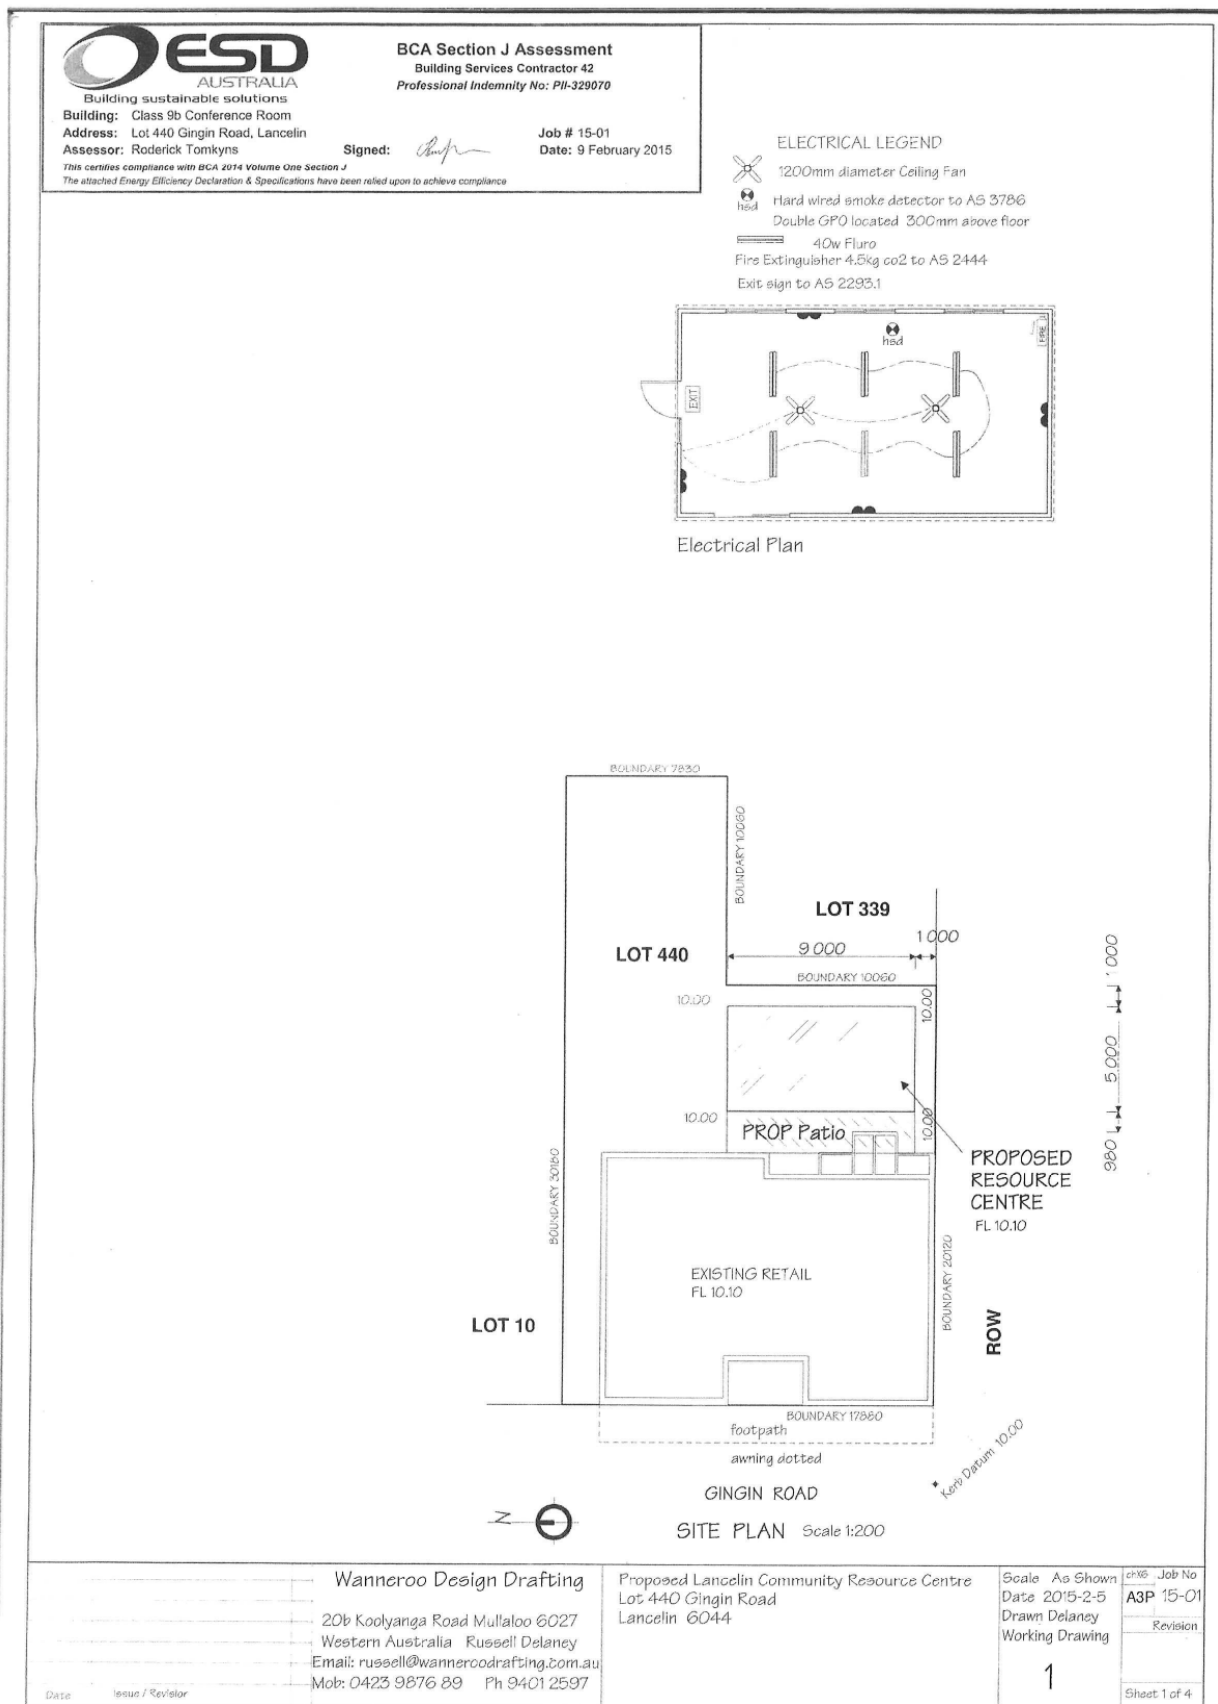 ESD
AUSTRALIA
Building sustainable solutions
BCA Section J Assessment
Building Services Contractor 42
Professional Indemnity No: PII-329070
Building: Class 9b Conference Room
Address: Lot 440 Gingin Road, Lancelin
Assessor: Roderick Tomkyns
Signed:
Job # 15-01
Date: 9 February 2015
This certifies compliance with BCA 2014 Volume One Section J
The attached Energy Efficiency Declaration & Specifications have been relied upon to achieve compliance
ELECTRICAL LEGEND
1200mm diameter Ceiling Fan
hsd
Hard wired smoke detector to AS 3786
Double GPO located 300mm above floor
40w Fluro
Fire Extinguisher 4.5kg co2 to AS 2444
Exit sign to AS 2293.1
hsd
FIRE
EXIT
Electrical Plan
BOUNDARY 7830
BOUNDARY 10060
LOT 339
LOT 440
9 000
1 000
BOUNDARY 10060
1 000
10.00
10.00
5.000
10.00
10.00
980
PROP Patio
PROPOSED
RESOURCE
CENTRE
FL 10.10
BOUNDARY 30180
EXISTING RETAIL
FL 10.10
BOUNDARY 20120
LOT 10
ROW
BOUNDARY 17880
footpath
awning dotted
Kerb Datum 10.00
GINGIN ROAD
N
SITE PLAN Scale 1:200
Wanneroo Design Drafting
20b Koolyanga Road Mullaloo 6027
Western Australia Russell Delaney
Email: russell@wanneroodrafting.com.au
Mob: 0423 9876 89 Ph 9401 2597
Date Issue / Revision
Proposed Lancelin Community Resource Centre
Lot 440 Gingin Road
Lancelin 6044
Scale As Shown
Date 2015-2-5
Drawn Delaney
Working Drawing
1
Job No
A3P 15-01
Revision
Sheet 1 of 4